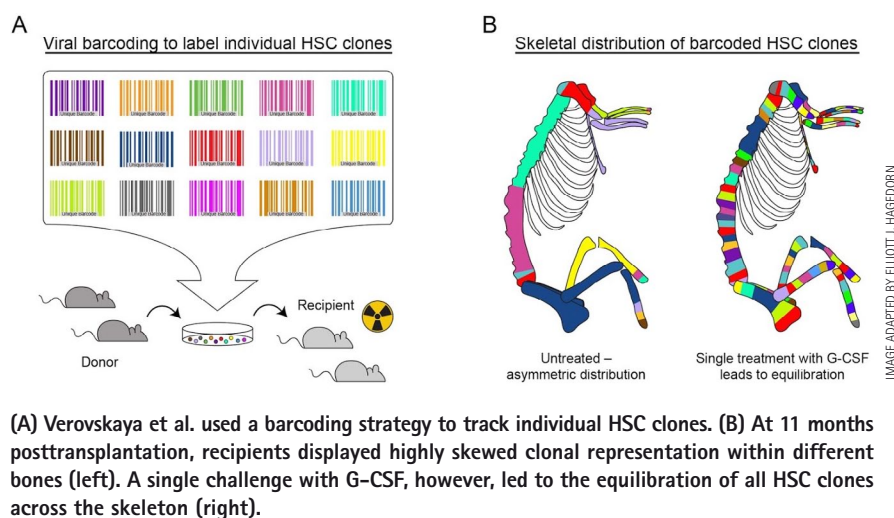 A
Viral barcoding to label individual HSC clones
Unique Barcode Unique Barcode Unique Barcode Unique Barcode Unique Barcode
Unique Barcode Unique Barcode Unique Barcode Unique Barcode Unique Barcode
Unique Barcode Unique Barcode Unique Barcode Unique Barcode Unique Barcode
Donor
Recipient
B
Skeletal distribution of barcoded HSC clones
Untreated –
asymmetric distribution
Single treatment with G-CSF
leads to equilibration
IMAGE ADAPTED BY ELLIOTT J. HAGEDORN
(A) Verovskaya et al. used a barcoding strategy to track individual HSC clones. (B) At 11 months
posttransplantation, recipients displayed highly skewed clonal representation within different
bones (left). A single challenge with G-CSF, however, led to the equilibration of all HSC clones
across the skeleton (right).